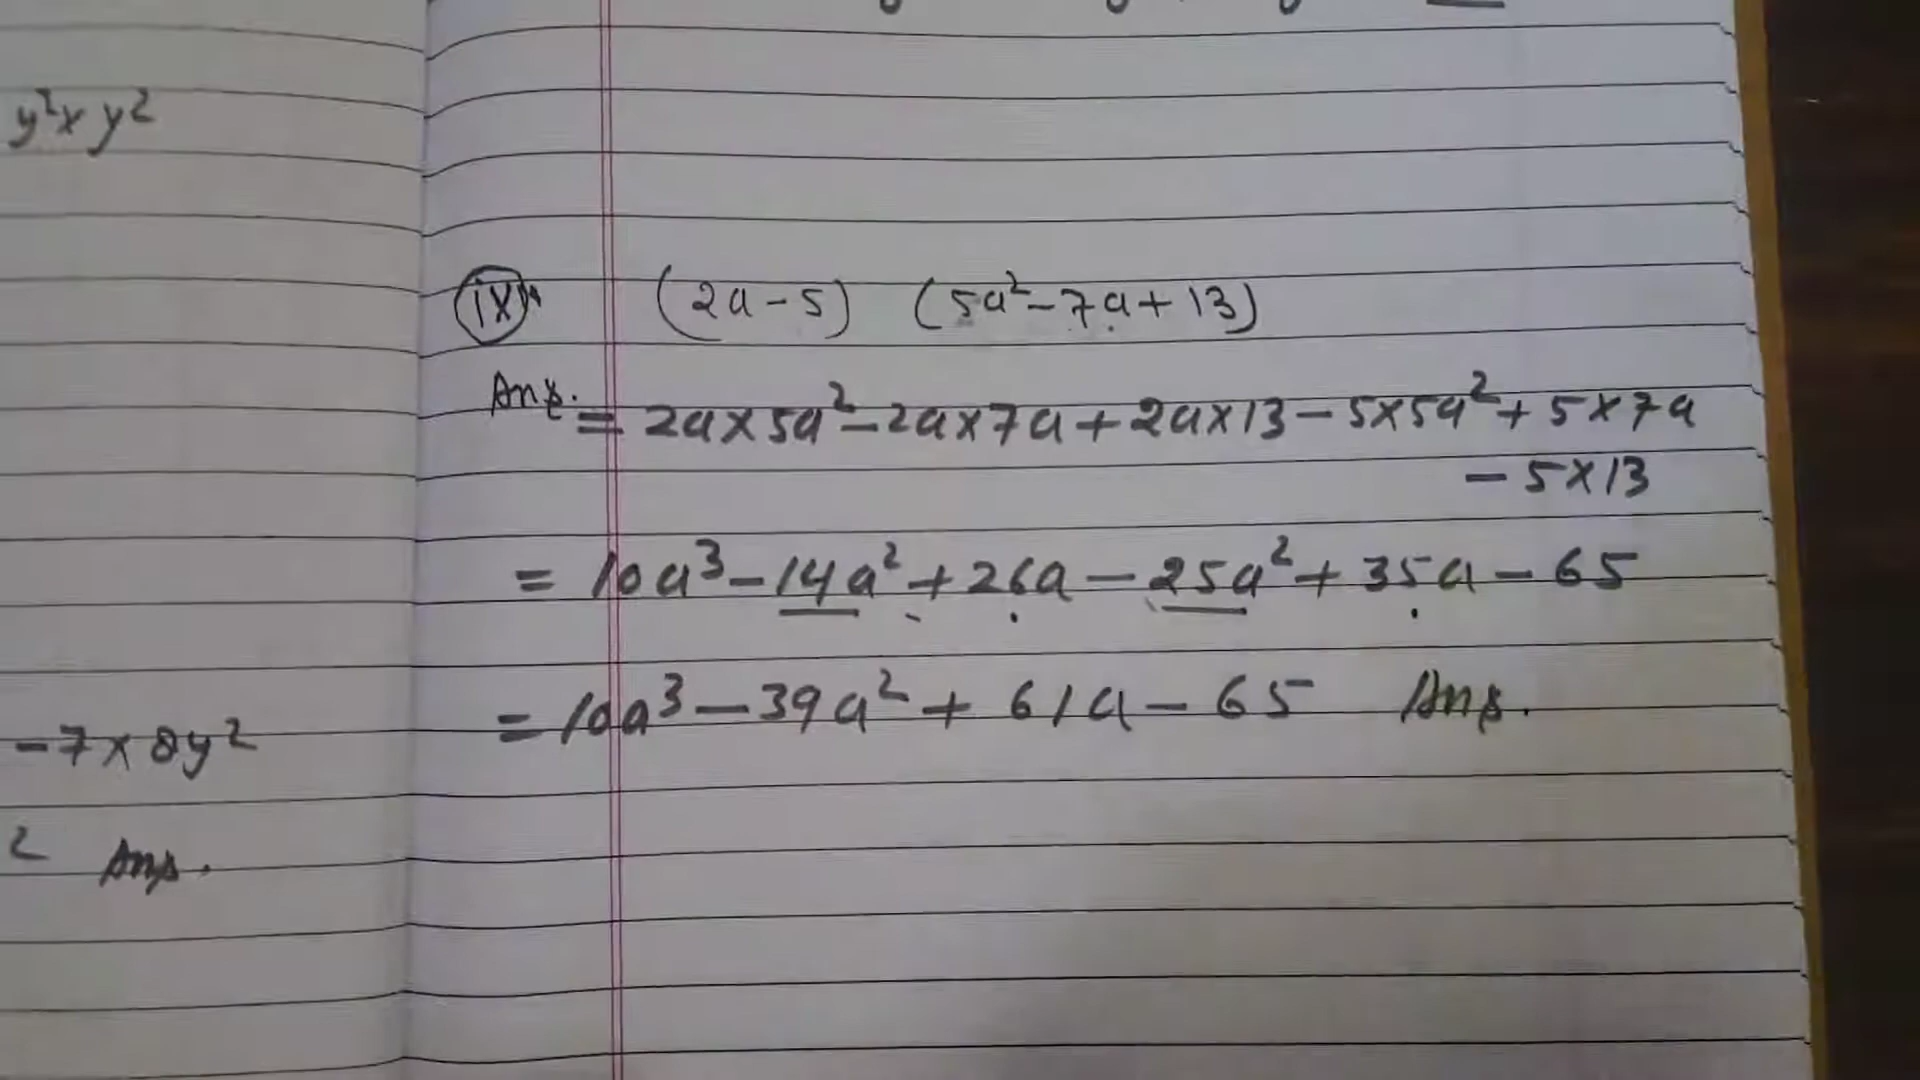 y²x y²
-7 x 8y²
2 Ans.
ix (2a-5) (5a²-7a+13)
Ans. = 2a x 5a² - 2a x 7a + 2a x 13 - 5 x 5a² + 5 x 7a
- 5 x 13
= 10a³ - 14a² + 26a - 25a² + 35a - 65
= 10a³ - 39a² + 61a - 65 Ans.